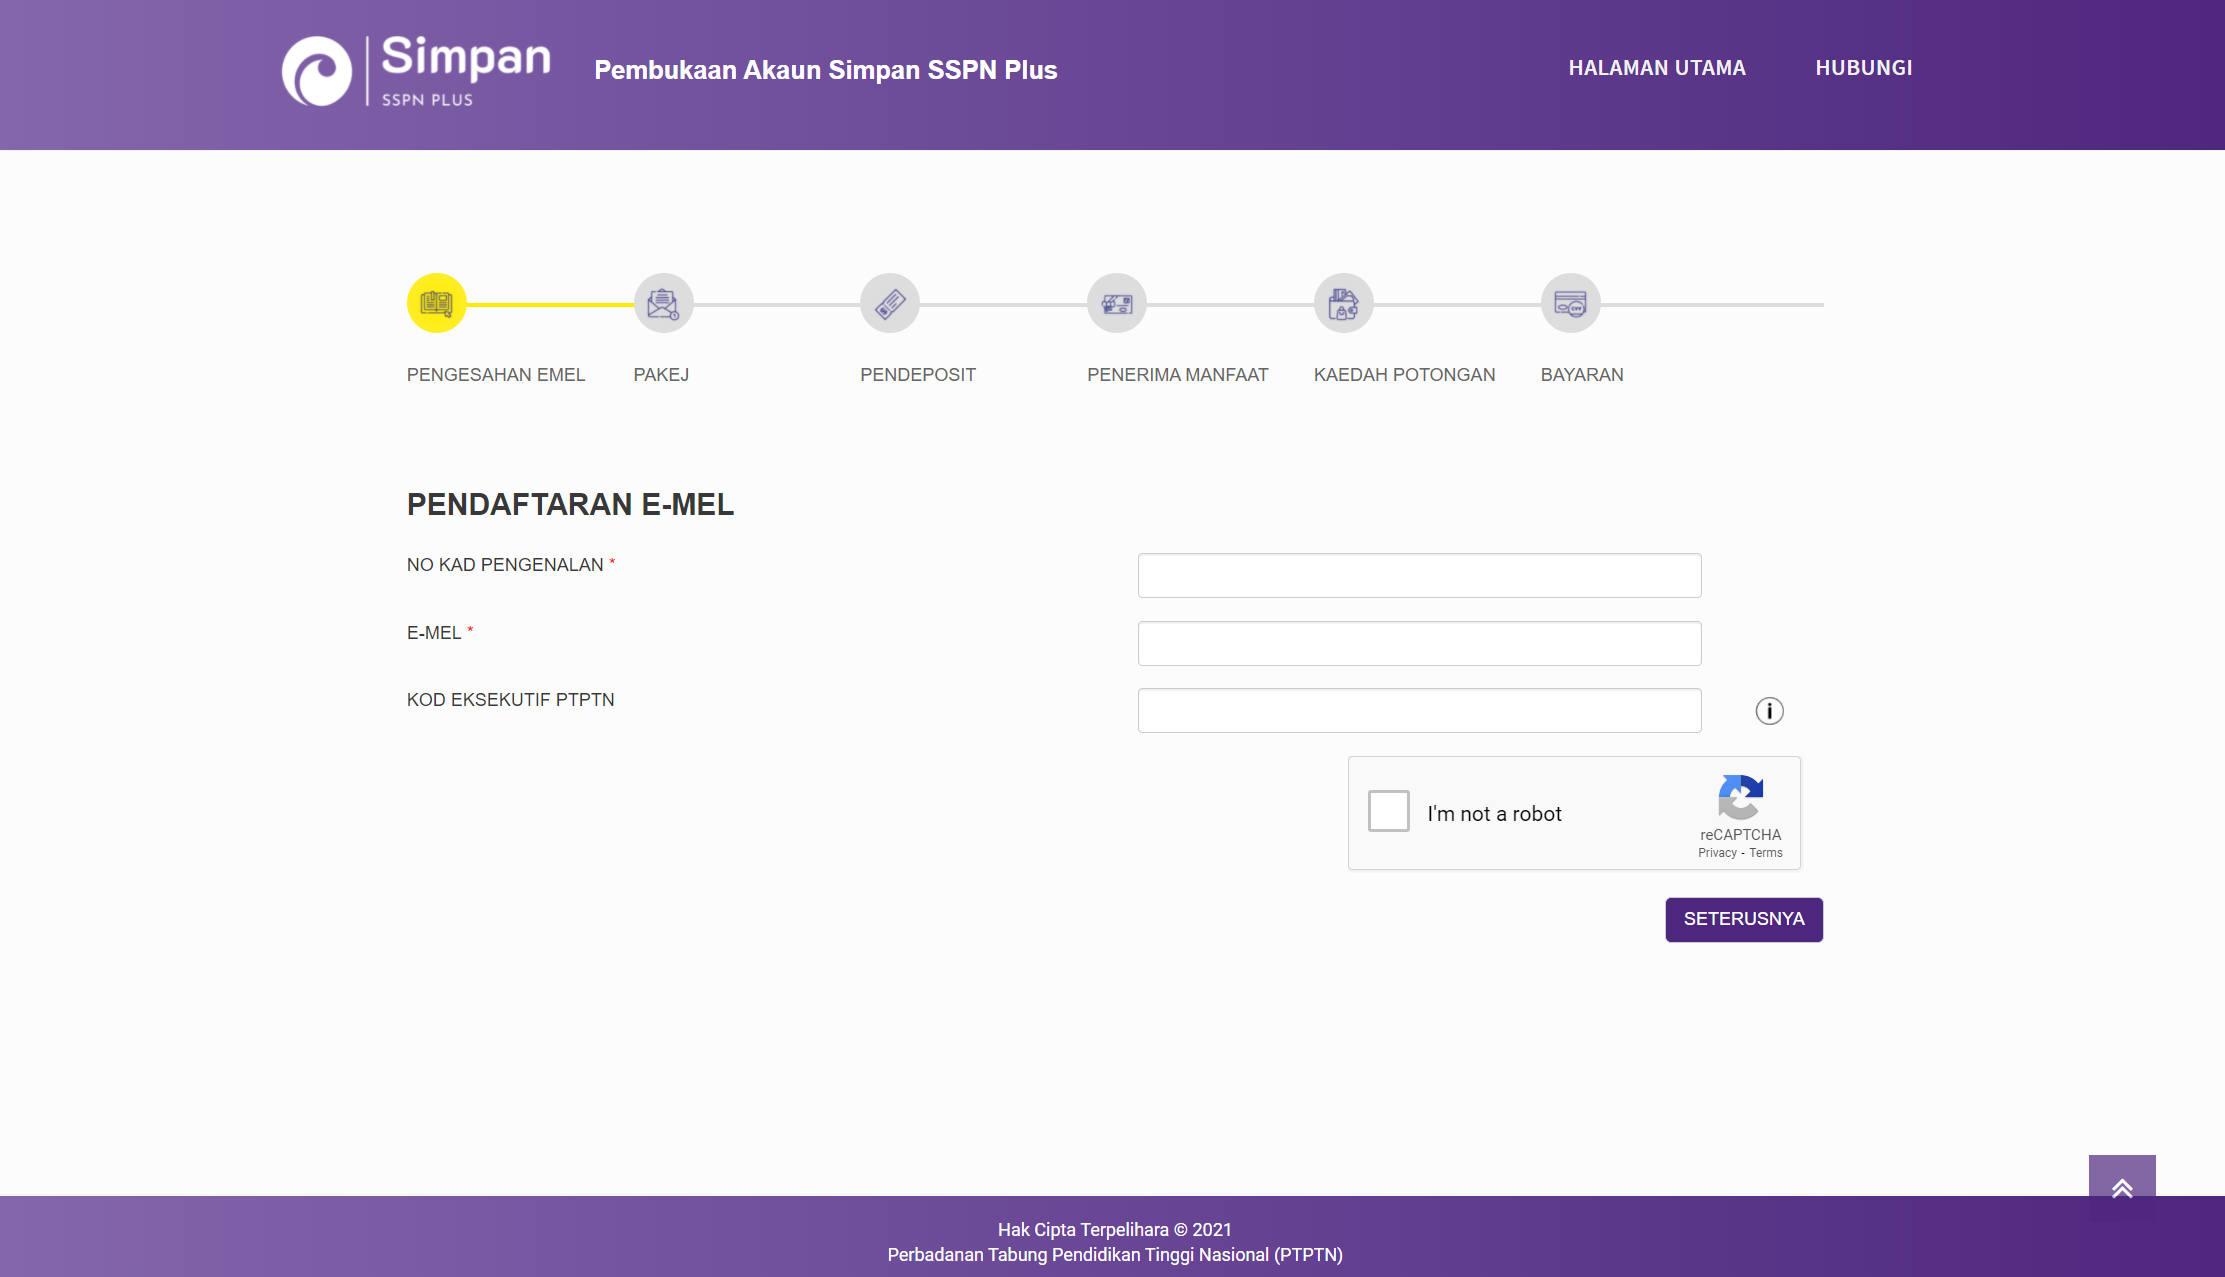 Simpan
SSPN PLUS
Pembukaan Akaun Simpan SSPN Plus
HALAMAN UTAMA
HUBUNGI
PENGESAHAN EMEL
PAKEJ
PENDEPOSIT
PENERIMA MANFAAT
KAEDAH POTONGAN
BAYARAN
PENDAFTARAN E-MEL
NO KAD PENGENALAN *
E-MEL *
KOD EKSEKUTIF PTPTN
I'm not a robot
reCAPTCHA
Privacy - Terms
SETERUSNYA
Hak Cipta Terpelihara © 2021
Perbadanan Tabung Pendidikan Tinggi Nasional (PTPTN)